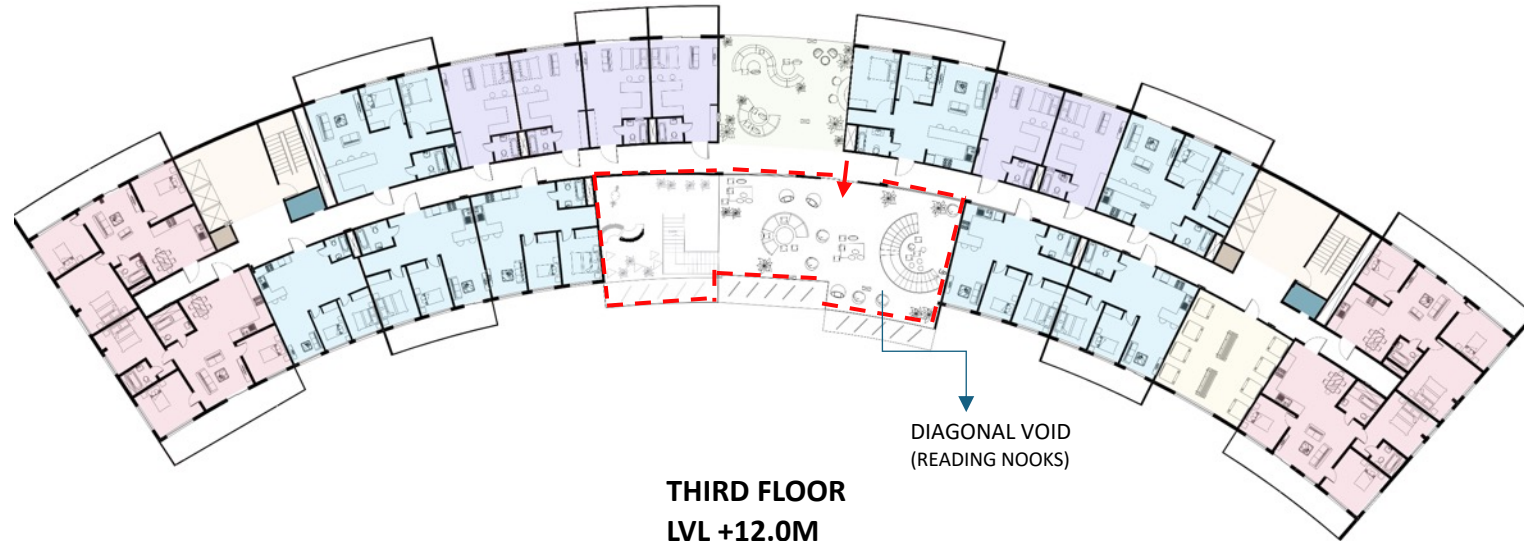 DIAGONAL VOID
(READING NOOKS)
THIRD FLOOR
LVL +12.0M